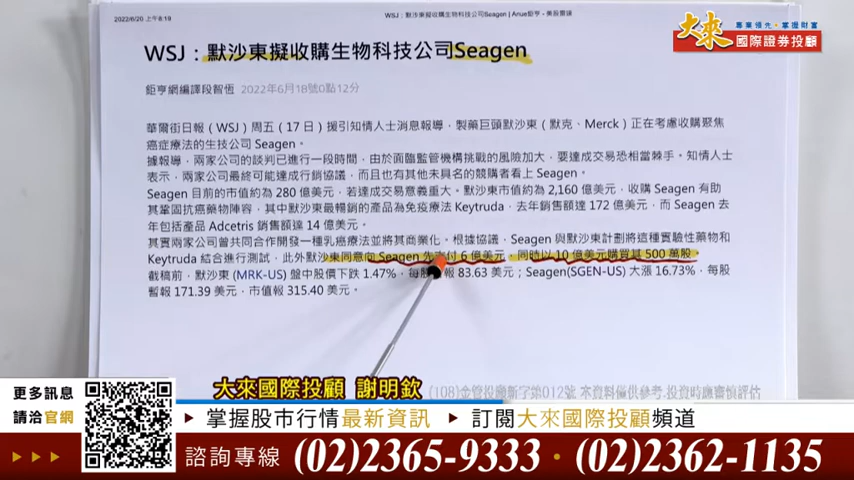 2022/6/20 上午8:19
WSJ：默沙東擬收購生物科技公司Seagen | Anue鉅亨 - 美股雷達
大來
專業領先・掌握財富
國際證券投顧
WSJ：默沙東擬收購生物科技公司Seagen
鉅亨網編譯段智恆 2022年6月18號0點12分
華爾街日報（WSJ）周五（17日）援引知情人士消息報導，製藥巨頭默沙東（默克、Merck）正在考慮收購聚焦
癌症療法的生技公司 Seagen。
據報導，兩家公司的談判已進行一段時間，由於面臨監管機構挑戰的風險加大，要達成交易恐相當棘手。知情人士
表示，兩家公司最終可能達成行銷協議，而且也有其他未具名的競購者看上 Seagen。
Seagen 目前的市值約為 280 億美元，若達成交易意義重大。默沙東市值約為 2,160 億美元，收購 Seagen 有助
其鞏固抗癌藥物陣容，其中默沙東最暢銷的產品為免疫療法 Keytruda，去年銷售額達 172 億美元，而 Seagen 去
年包括產品 Adcetris 銷售額達 14 億美元。
其實兩家公司曾共同合作開發一種乳癌療法並將其商業化。根據協議，Seagen 與默沙東計劃將這種實驗性藥物和
Keytruda 結合進行測試，此外默沙東同意向 Seagen 先支付 6 億美元，同時以 10 億美元購買其 500 萬股。
截稿前，默沙東 (MRK-US) 盤中股價下跌 1.47%，每股 報 83.63 美元；Seagen(SGEN-US) 大漲 16.73%，每股
暫報 171.39 美元，市值報 315.40 美元。
大來國際投顧 謝明欽
(108)金管投顧新字第012號 本資料僅供參考，投資時應審慎評估
更多訊息
請洽官網
掌握股市行情最新資訊
訂閱大來國際投顧頻道
諮詢專線 (02)2365-9333・(02)2362-1135